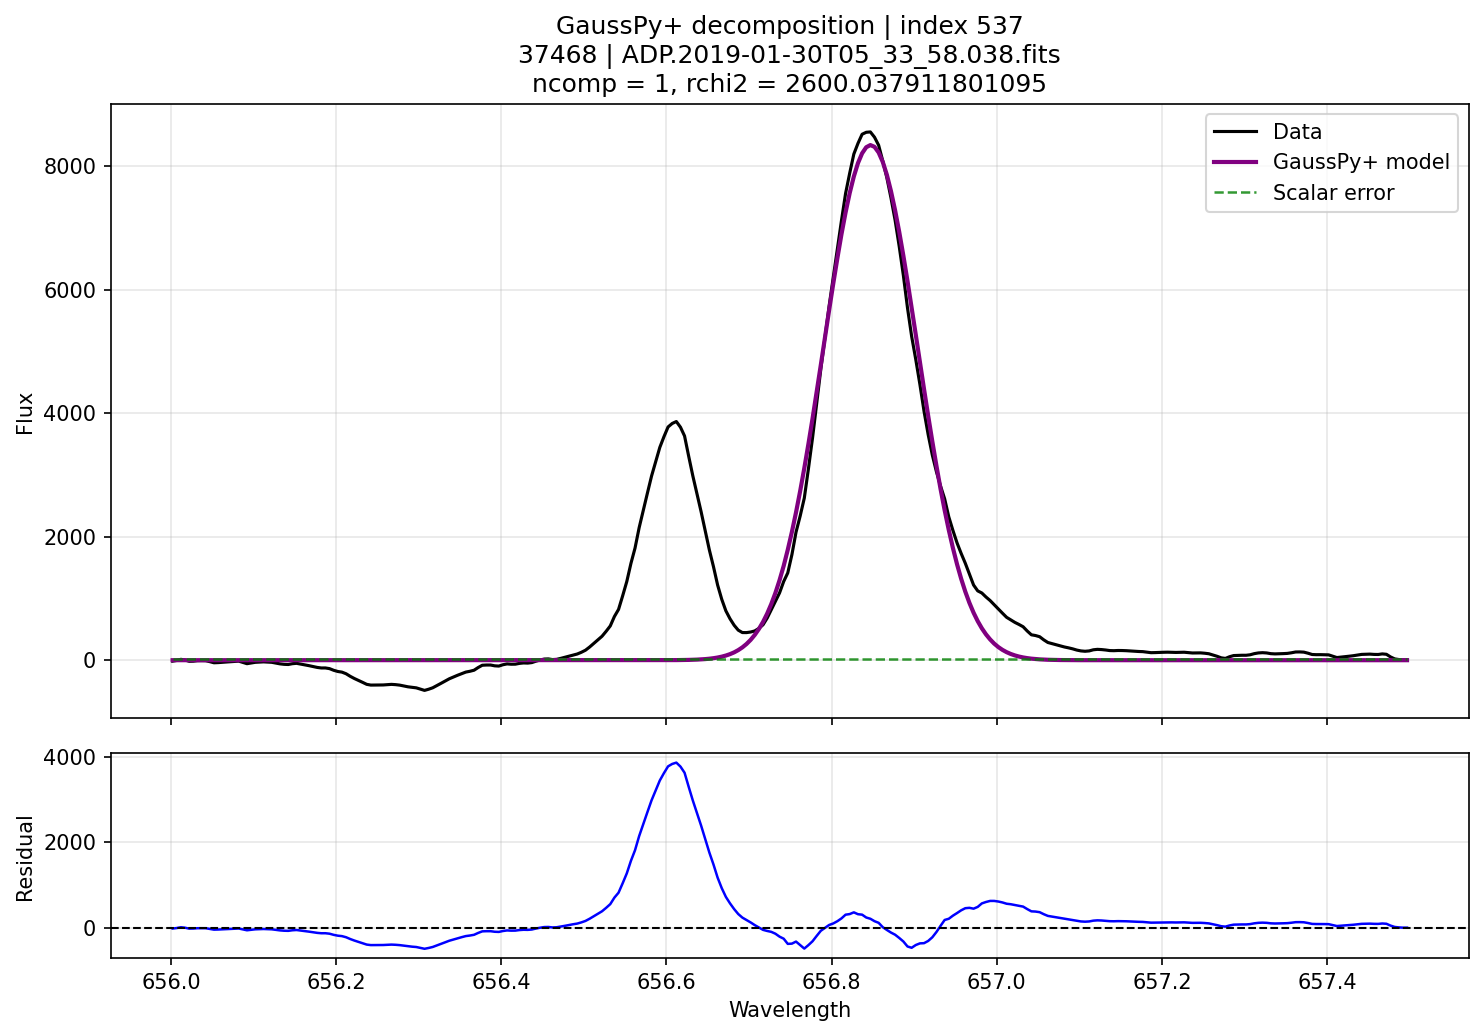 GaussPy+ decomposition | index 537
37468 | ADP.2019-01-30T05_33_58.038.fits
ncomp = 1, rchi2 = 2600.037911801095
Data
GaussPy+ model
Scalar error
8000
6000
4000
2000
0
Flux
4000
2000
0
Residual
656.0 656.2 656.4 656.6 656.8 657.0 657.2 657.4
Wavelength